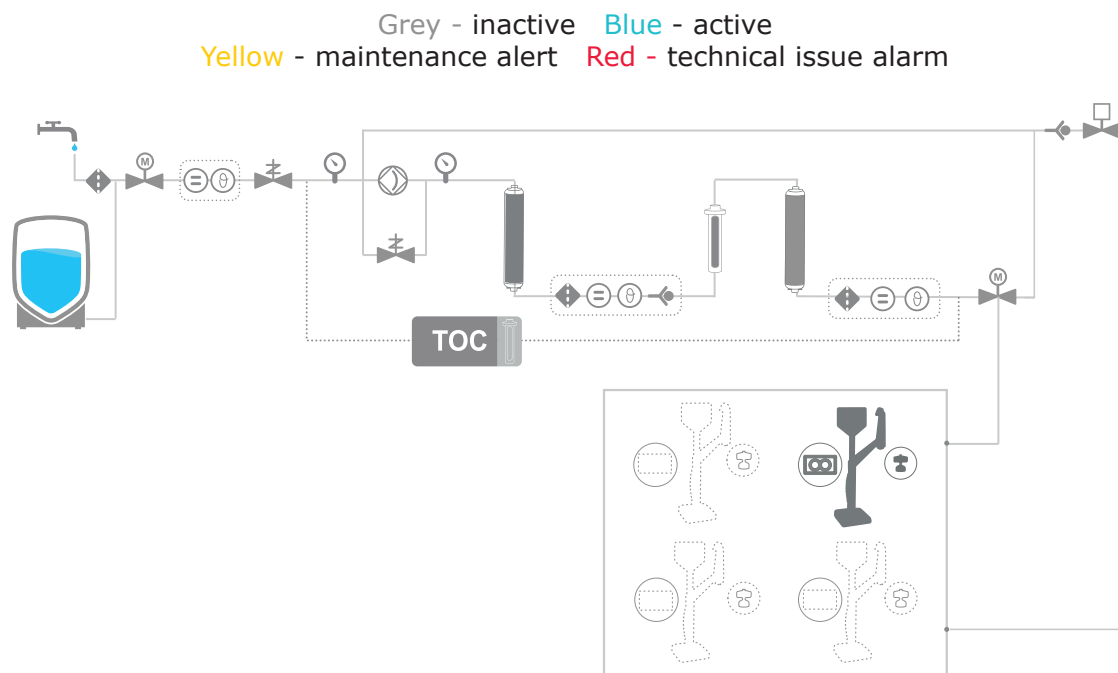 Grey - inactive Blue - active
Yellow - maintenance alert Red - technical issue alarm
M
M
TOC